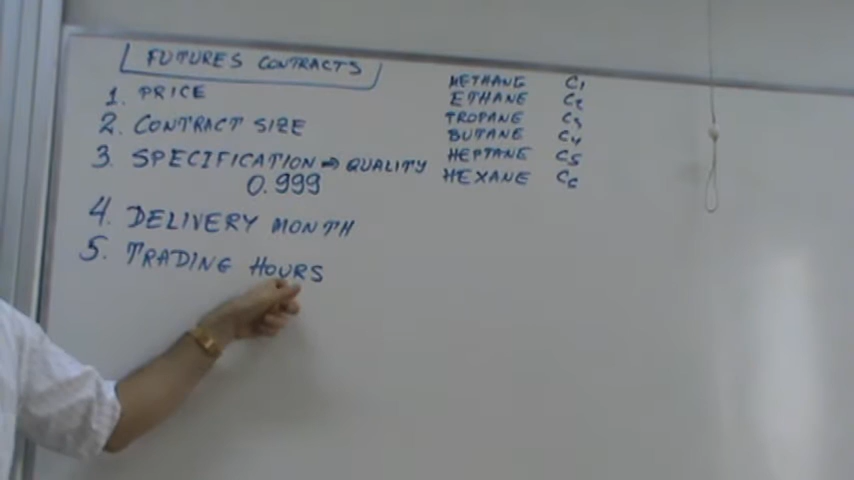 FUTURES CONTRACTS
1. PRICE
2. CONTRACT SIZE
3. SPECIFICATION → QUALITY
0.999
4. DELIVERY MONTH
5. TRADING HOURS
METHANE C1
ETHANE C2
TROPANE C3
BUTANE C4
HEPTANE C5
HEXANE C6